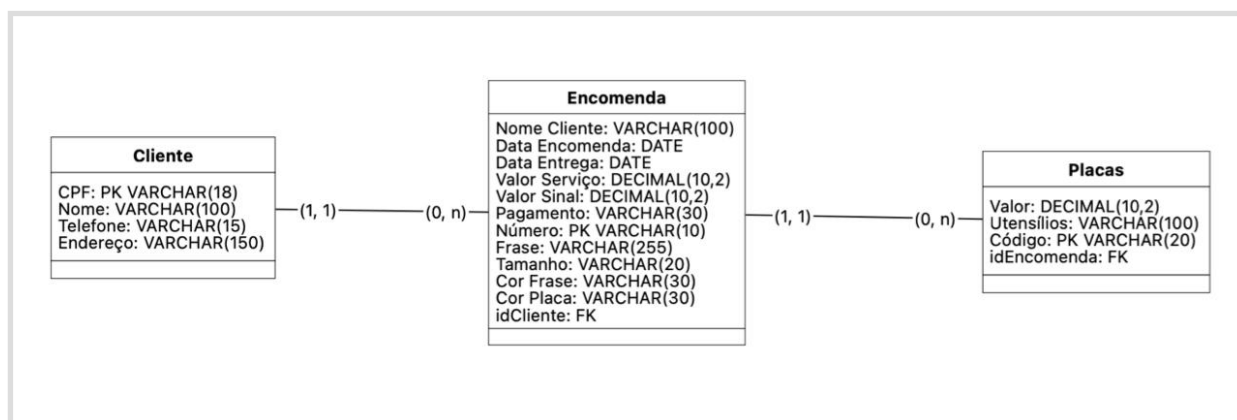 Cliente
CPF: PK VARCHAR(18)
Nome: VARCHAR(100)
Telefone: VARCHAR(15)
Endereço: VARCHAR(150)
(1, 1)
(0, n)
Encomenda
Nome Cliente: VARCHAR(100)
Data Encomenda: DATE
Data Entrega: DATE
Valor Serviço: DECIMAL(10,2)
Valor Sinal: DECIMAL(10,2)
Pagamento: VARCHAR(30)
Número: PK VARCHAR(10)
Frase: VARCHAR(255)
Tamanho: VARCHAR(20)
Cor Frase: VARCHAR(30)
Cor Placa: VARCHAR(30)
idCliente: FK
(1, 1)
(0, n)
Placas
Valor: DECIMAL(10,2)
Utensílios: VARCHAR(100)
Código: PK VARCHAR(20)
idEncomenda: FK